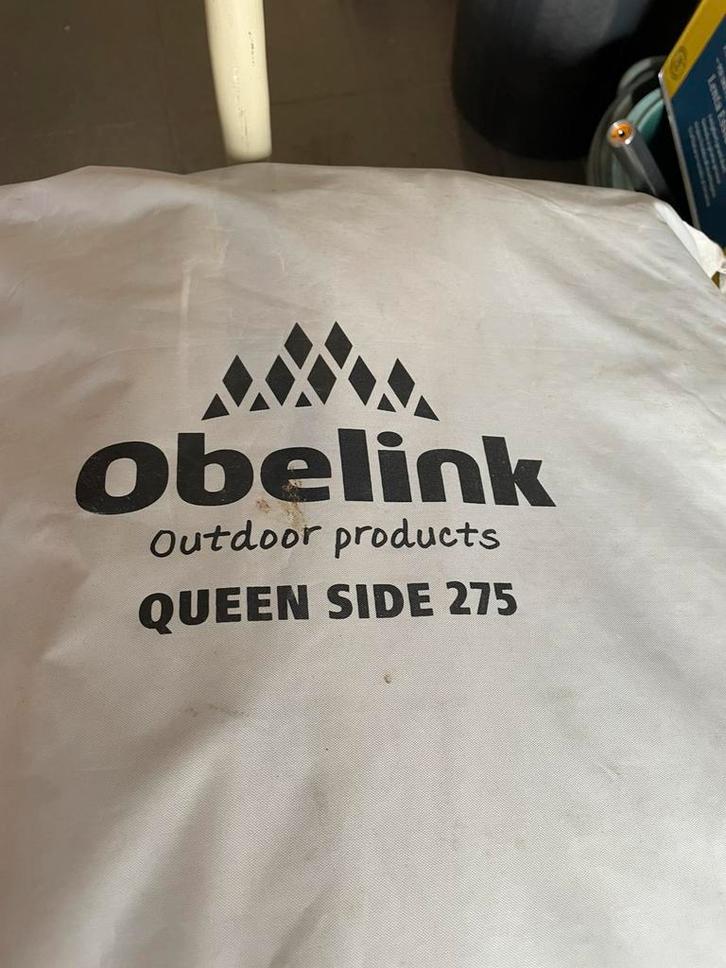 Obelink
Outdoor products
QUEEN SIDE 275